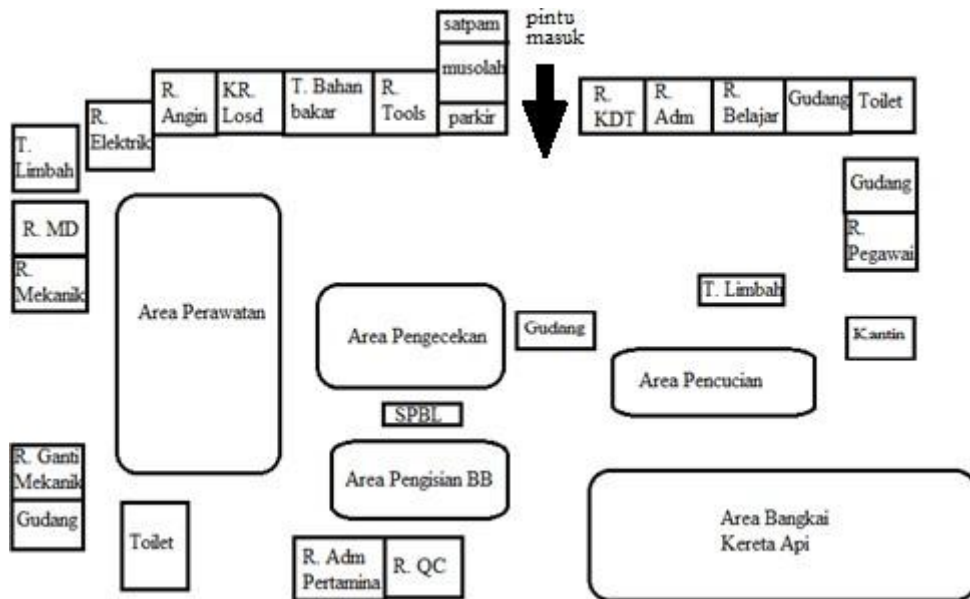 satpam
pintu
masuk
musolah
parkir
R.
Angin
KR.
Losd
T. Bahan
bakar
R.
Tools
R.
KDT
R.
Adm
R.
Belajar
Gudang
Toilet
R.
Elektrik
T.
Limbah
Gudang
R.
Pegawai
R. MD
R.
Mekanik
Area Perawatan
Area Pengecekan
Gudang
T. Limbah
Kantin
Area Pencucian
SPBL
R. Ganti
Mekanik
Gudang
Area Pengisian BB
Toilet
R. Adm
Pertamina
R. QC
Area Bangkai
Kereta Api